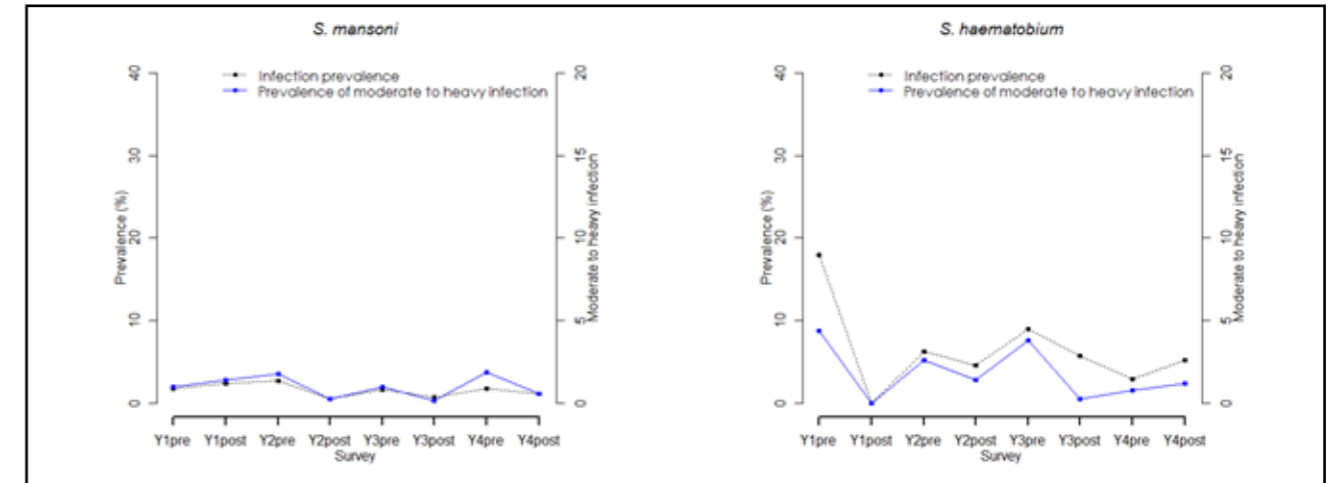 S. mansoni
Infection prevalence
Prevalence of moderate to heavy infection
40
30
20
10
0
Prevalence (%)
20
15
10
5
0
Moderate to heavy infection
Y1pre Y1post Y2pre Y2post Y3pre Y3post Y4pre Y4post
Survey
S. haematobium
Infection prevalence
Prevalence of moderate to heavy infection
40
30
20
10
0
Prevalence (%)
20
15
10
5
0
Moderate to heavy infection
Y1pre Y1post Y2pre Y2post Y3pre Y3post Y4pre Y4post
Survey